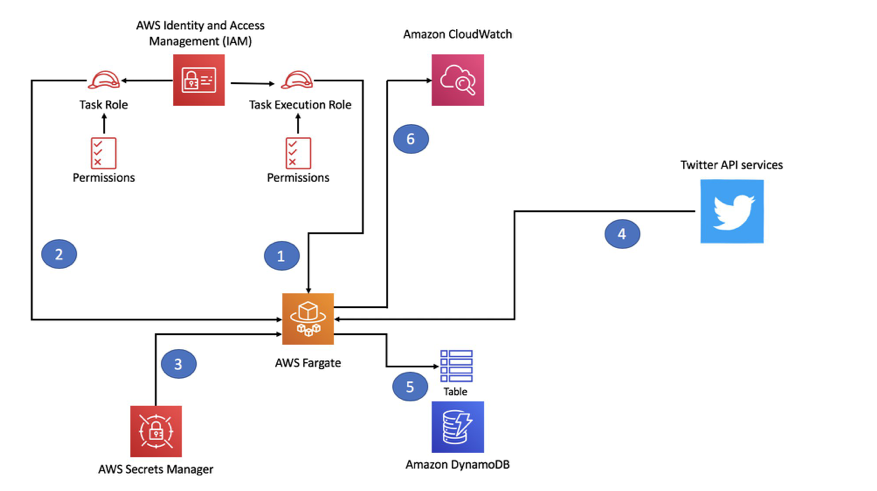 AWS Identity and Access
Management (IAM)
Amazon CloudWatch
Task Role
Task Execution Role
6
Permissions
Permissions
Twitter API services
2
1
4
AWS Fargate
3
5
Table
AWS Secrets Manager
Amazon DynamoDB